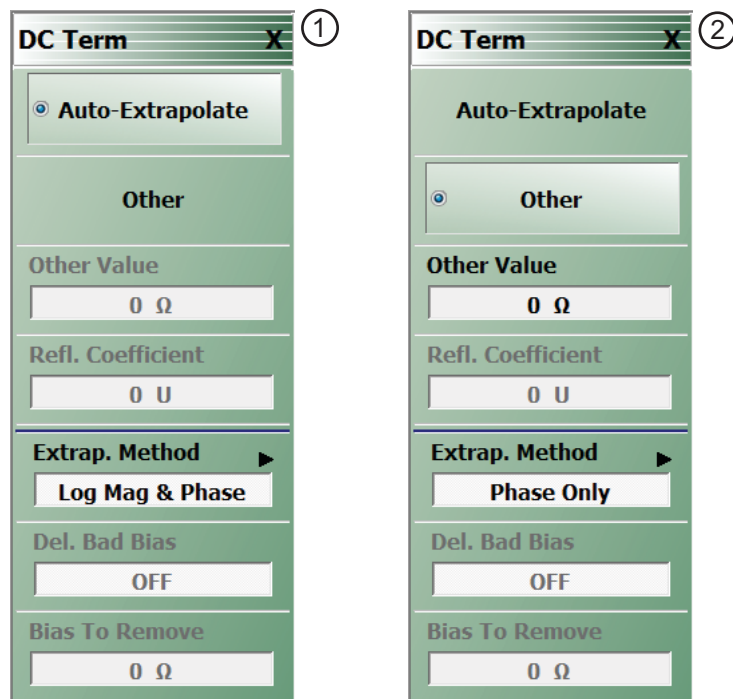 DC Term X
1
Auto-Extrapolate
Other
Other Value
0 Ω
Refl. Coefficient
0 U
Extrap. Method
Log Mag & Phase
Del. Bad Bias
OFF
Bias To Remove
0 Ω
DC Term X
2
Auto-Extrapolate
Other
Other Value
0 Ω
Refl. Coefficient
0 U
Extrap. Method
Phase Only
Del. Bad Bias
OFF
Bias To Remove
0 Ω